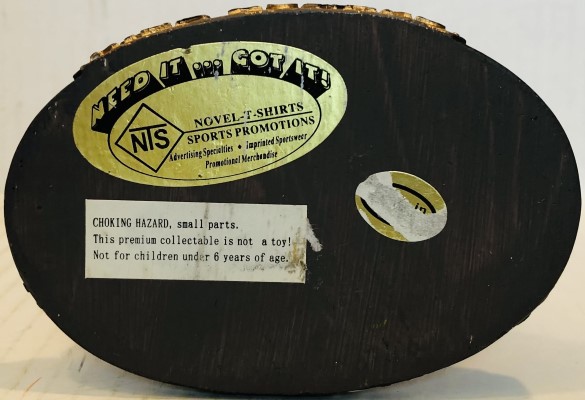 NEED IT ... GOT IT!
NTS
NOVEL-T-SHIRTS
SPORTS PROMOTIONS
Advertising Specialties • Imprinted Sportswear
Promotional Merchandise
in
CHOKING HAZARD, small parts.
This premium collectable is not a toy!
Not for children under 6 years of age.